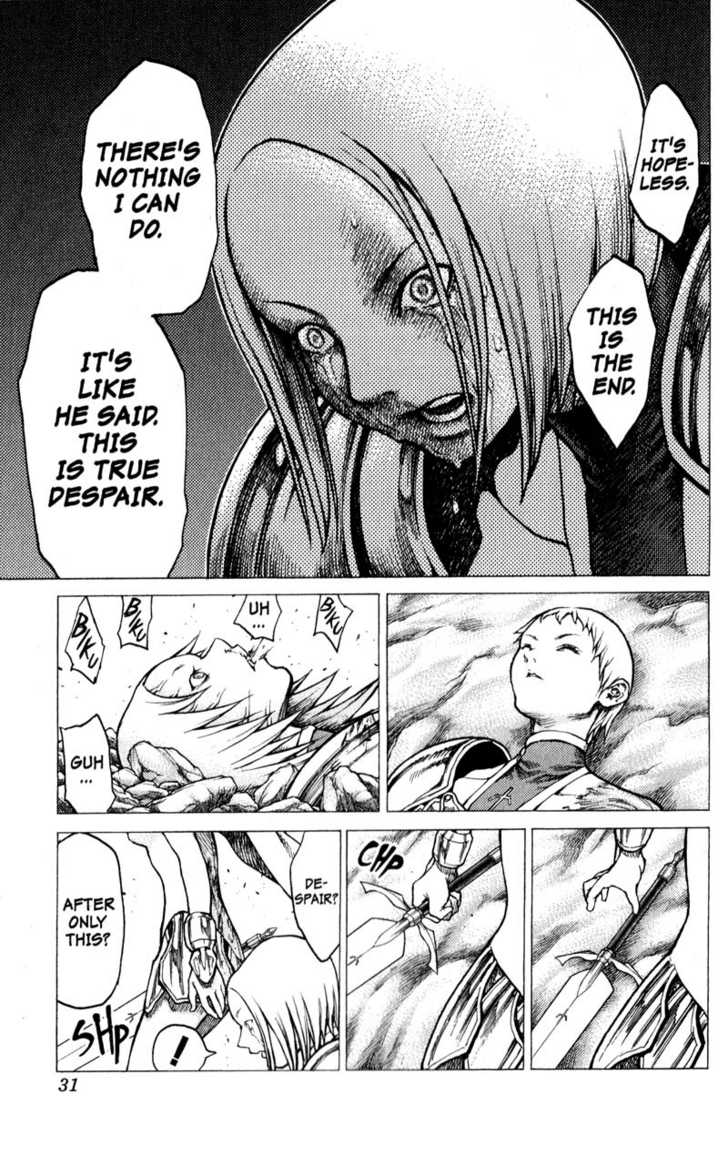 IT'S
HOPE-
LESS.
THIS
IS
THE
END.
THERE'S
NOTHING
I CAN
DO.
IT'S
LIKE
HE SAID.
THIS
IS TRUE
DESPAIR.
BIKU
UH
...
BIKU
BIKU
GUH
...
CHP
DE-
SPAIR?
AFTER
ONLY
THIS?
SHP
!
31